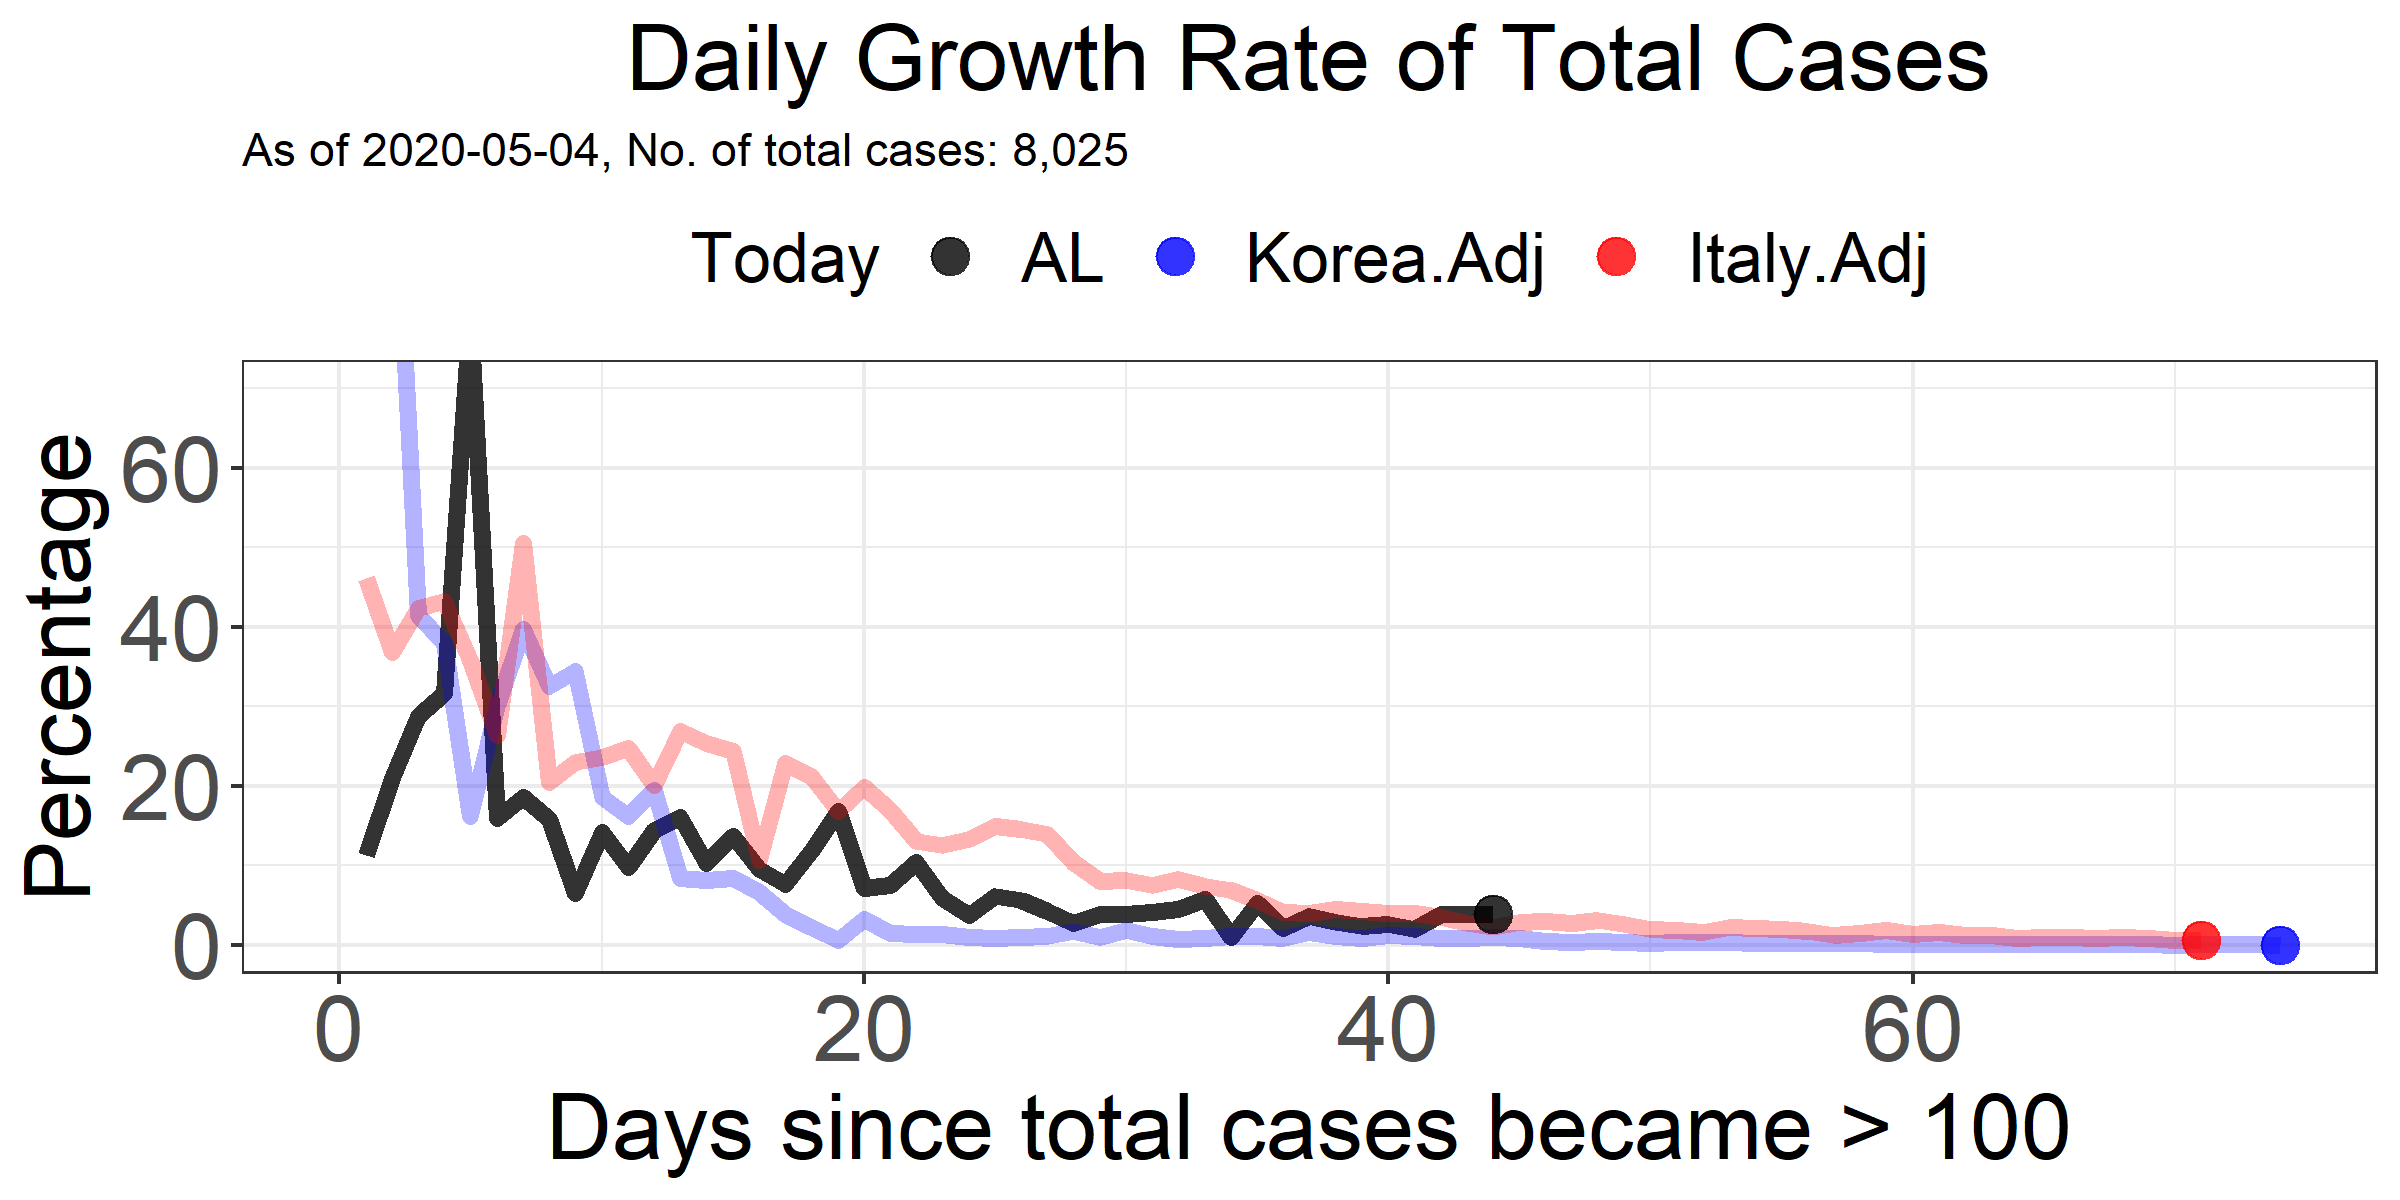 Daily Growth Rate of Total Cases
As of 2020-05-04, No. of total cases: 8,025
Today AL Korea.Adj Italy.Adj
Percentage
60
40
20
0
0 20 40 60
Days since total cases became > 100